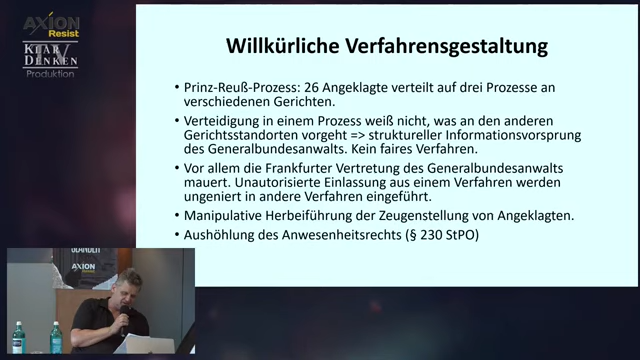 AXION
Resist
KLAR
DENKEN
TV
Produktion
Willkürliche Verfahrensgestaltung
• Prinz-Reuß-Prozess: 26 Angeklagte verteilt auf drei Prozesse an
verschiedenen Gerichten.
• Verteidigung in einem Prozess weiß nicht, was an den anderen
Gerichtsstandorten vorgeht => struktureller Informationsvorsprung
des Generalbundesanwalts. Kein faires Verfahren.
• Vor allem die Frankfurter Vertretung des Generalbundesanwalts
mauert. Unautorisierte Einlassung aus einem Verfahren werden
ungeniert in andere Verfahren eingeführt.
• Manipulative Herbeiführung der Zeugenstellung von Angeklagten.
• Aushöhlung des Anwesenheitsrechts (§ 230 StPO)
AXION